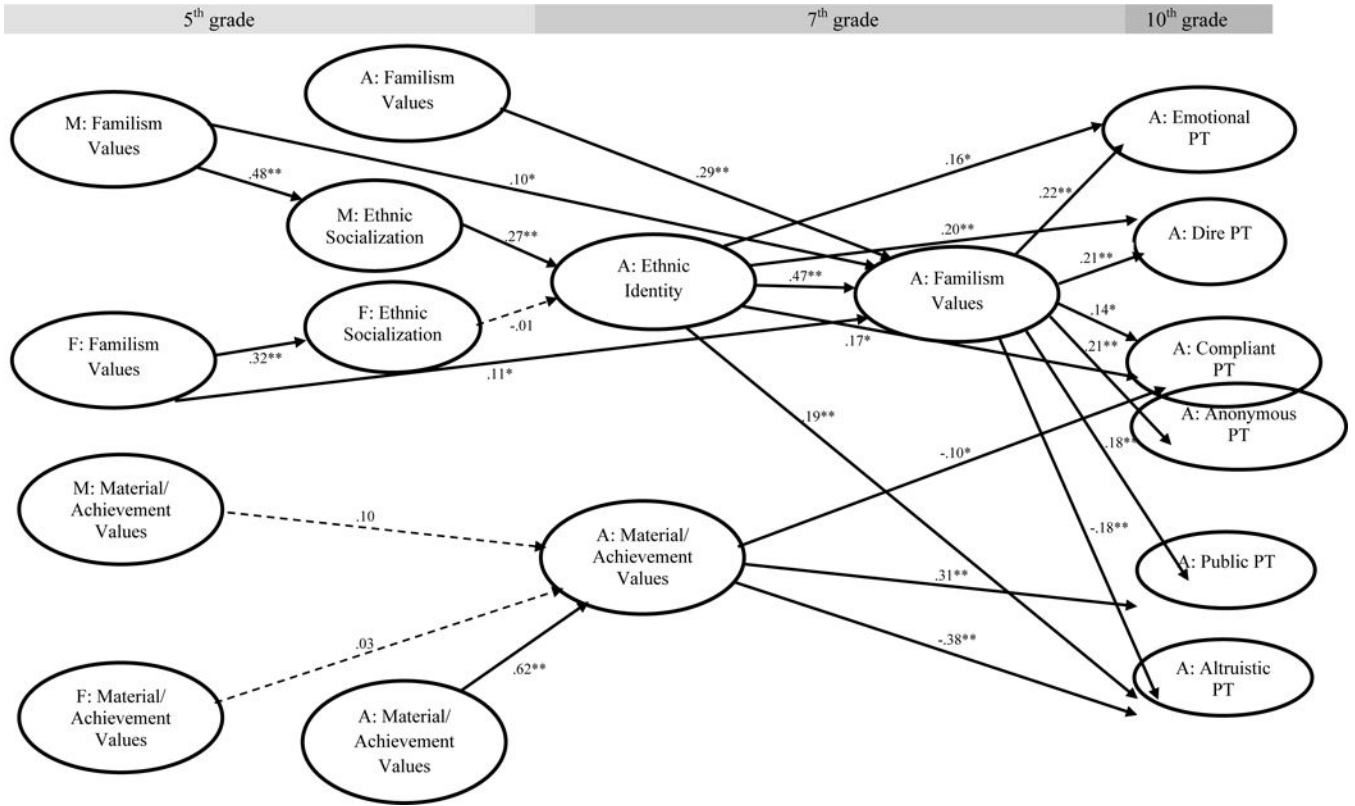 5th grade
7th grade
10th grade
A: Familism
Values
M: Familism
Values
A: Emotional
PT
.16*
.48**
.10*
.29**
.22**
M: Ethnic
Socialization
.27**
.20**
A: Dire PT
A: Ethnic
Identity
.47**
A: Familism
Values
.21**
F: Ethnic
Socialization
-.01
.14*
F: Familism
Values
.32**
.11*
.17*
.21**
A: Compliant
PT
A: Anonymous
PT
.19**
.18**
-.10*
M: Material/
Achievement
Values
.10
A: Material/
Achievement
Values
-.18**
A: Public PT
.31**
.03
.62**
-.38**
A: Altruistic
PT
F: Material/
Achievement
Values
A: Material/
Achievement
Values